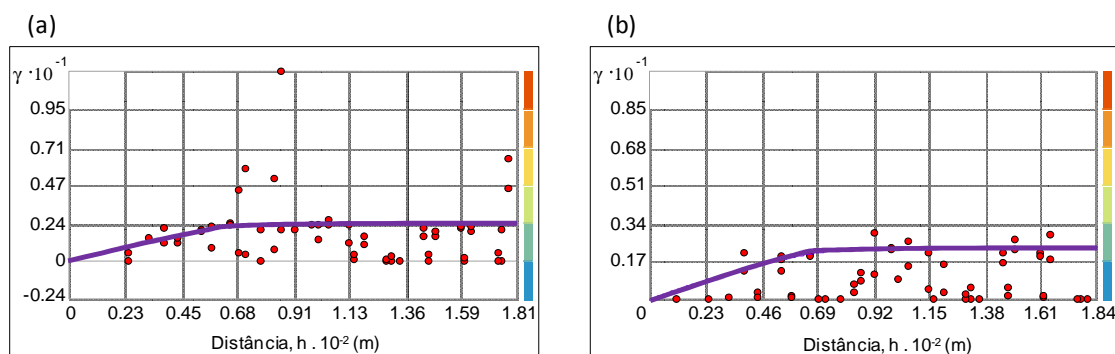 (a)
γ ·10⁻¹
0.95
0.71
0.47
0.24
0
-0.24
0 0.23 0.45 0.68 0.91 1.13 1.36 1.59 1.81
Distância, h . 10⁻² (m)
(b)
γ ·10⁻¹
0.85
0.68
0.51
0.34
0.17
0 0.23 0.46 0.69 0.92 1.15 1.38 1.61 1.84
Distância, h . 10⁻² (m)